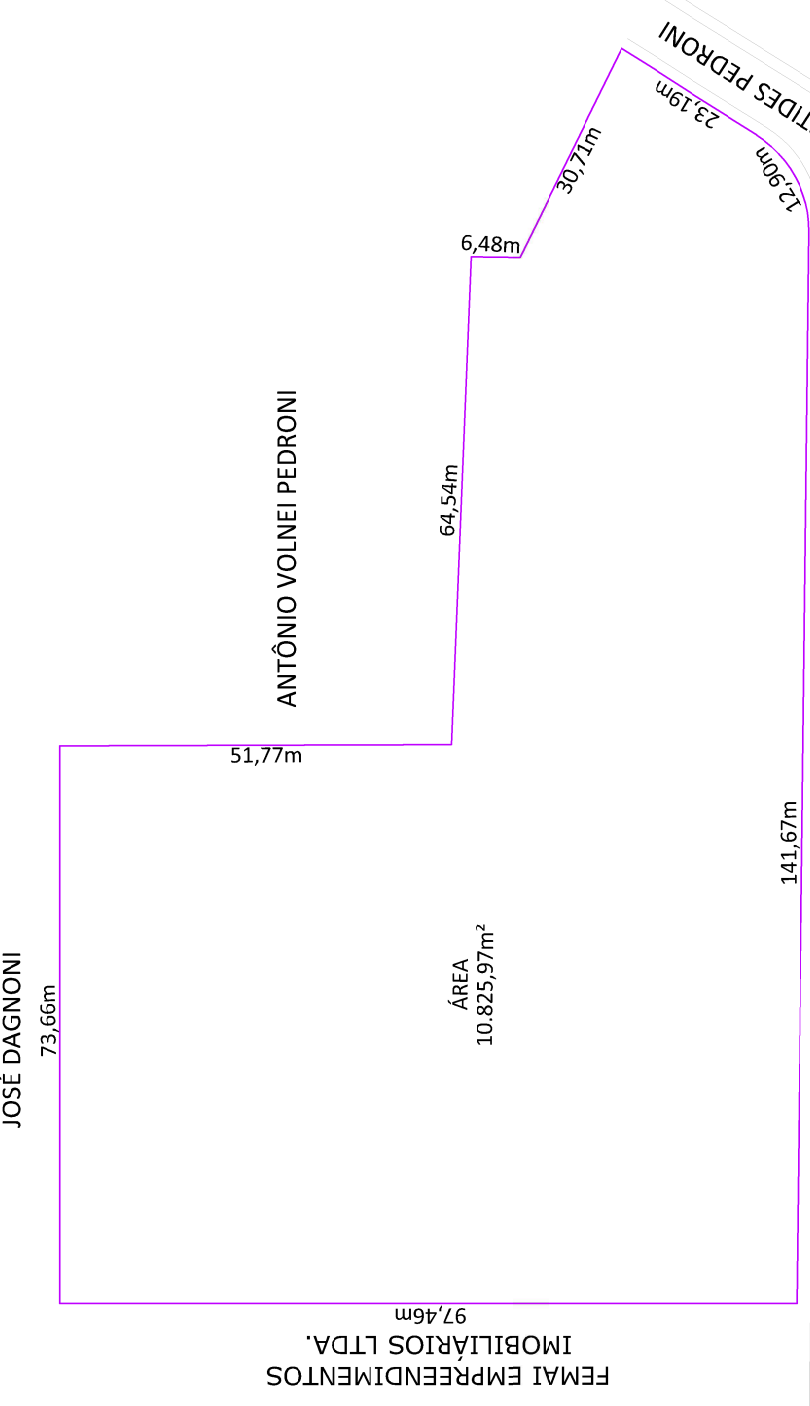 PEDRONI
23,19m
12,90m
30,71m
6,48m
ANTÔNIO VOLNEI PEDRONI
64,54m
51,77m
141,67m
ÁREA
10.825,97m²
JOSÉ DAGNONI
73,66m
97,46m
FEMAI EMPREENDIMENTOS
IMOBILIÁRIOS LTDA.